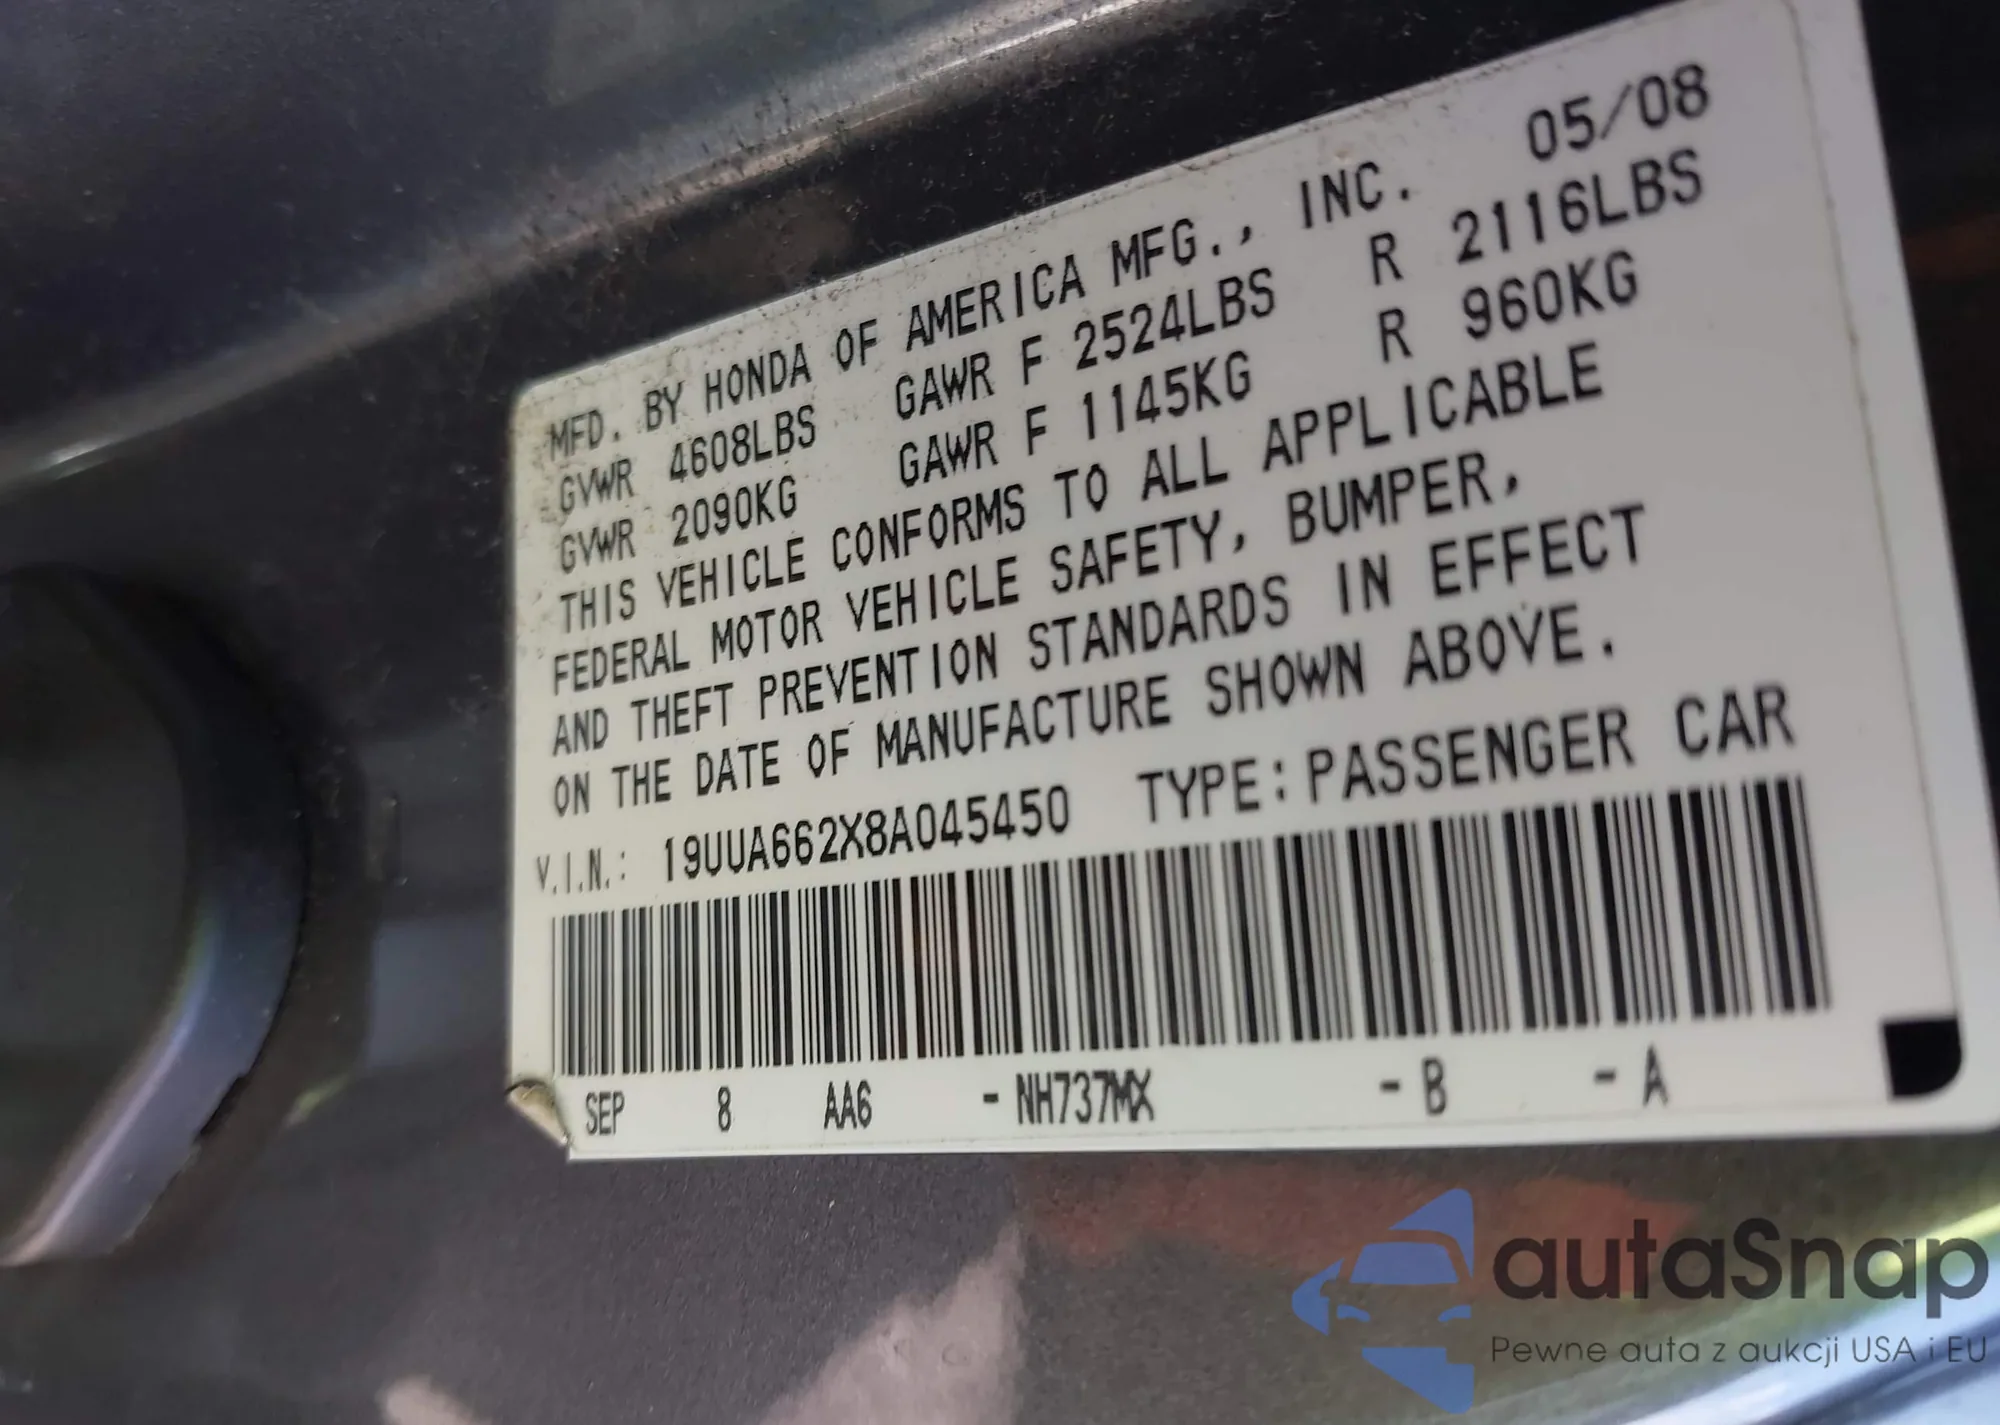 MFD. BY HONDA OF AMERICA MFG., INC. 05/08
GVWR 4608LBS GAWR F 2524LBS R 2116LBS
GVWR 2090KG GAWR F 1145KG R 960KG
THIS VEHICLE CONFORMS TO ALL APPLICABLE
FEDERAL MOTOR VEHICLE SAFETY, BUMPER,
AND THEFT PREVENTION STANDARDS IN EFFECT
ON THE DATE OF MANUFACTURE SHOWN ABOVE.
V.I.N.: 19UUA662X8A045450 TYPE: PASSENGER CAR
SEP 8 AA6 -NH737MX -B -A
autaSnap
Pewne auta z aukcji USA i EU